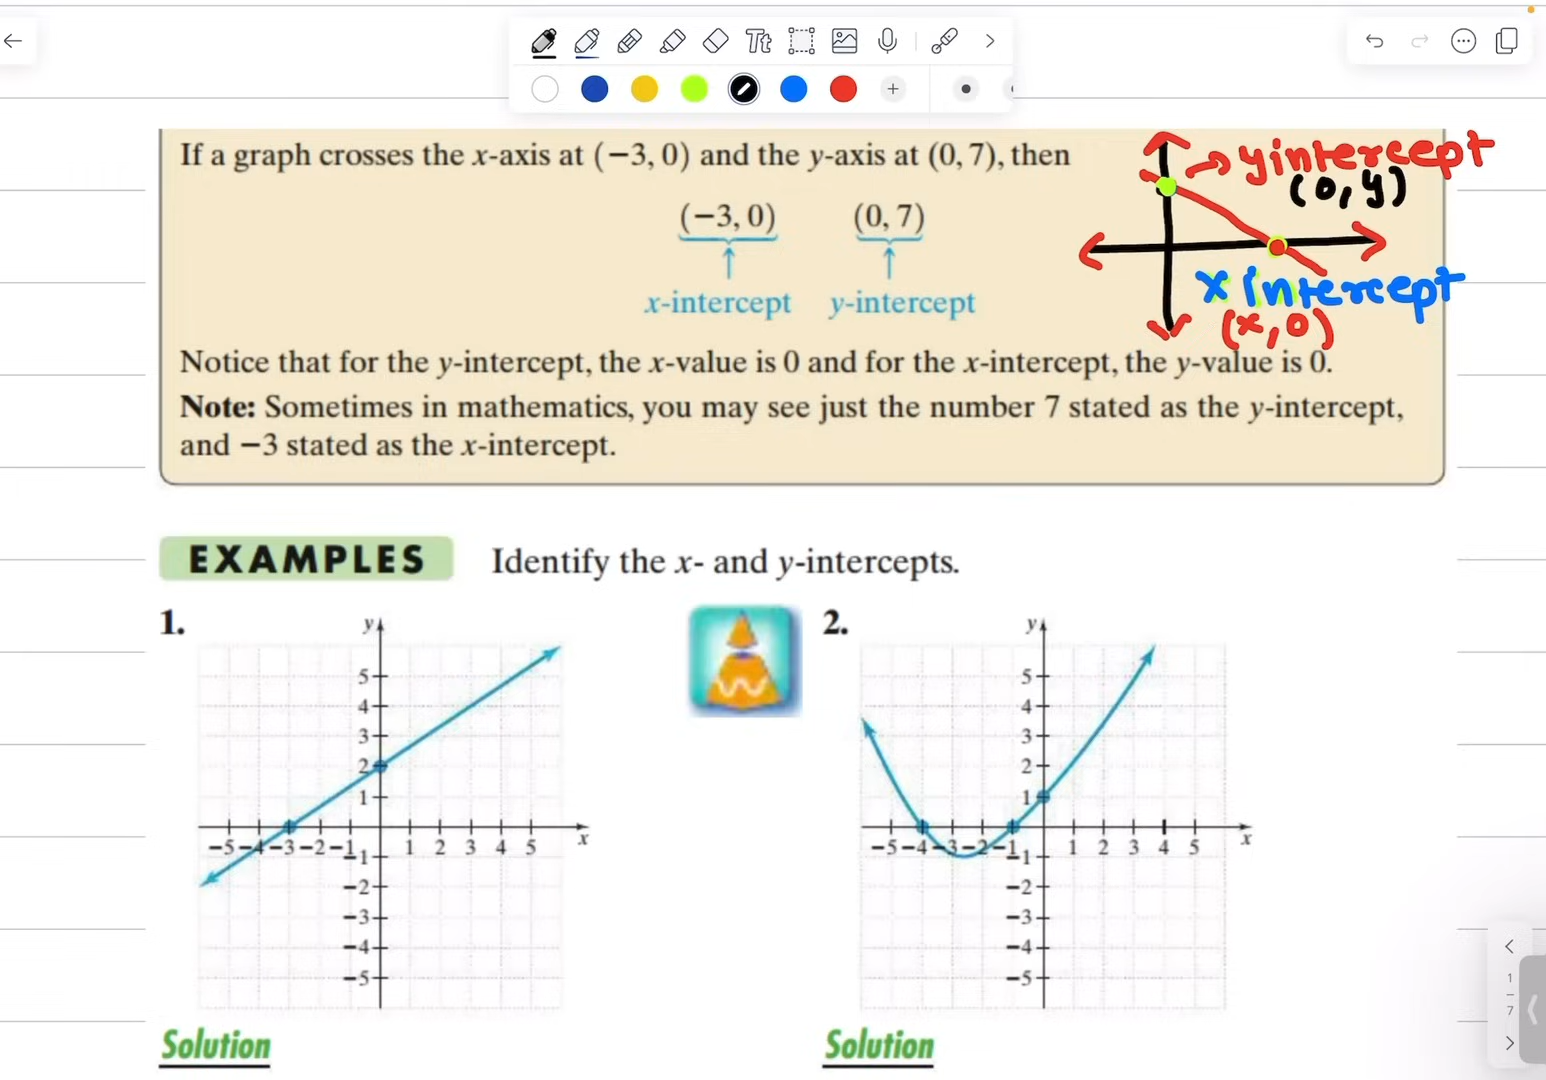 Tt
If a graph crosses the x-axis at (−3, 0) and the y-axis at (0, 7), then
(−3, 0) (0, 7)
x-intercept y-intercept
y intercept
(0, y)
x intercept
(x, 0)
Notice that for the y-intercept, the x-value is 0 and for the x-intercept, the y-value is 0.
Note: Sometimes in mathematics, you may see just the number 7 stated as the y-intercept,
and −3 stated as the x-intercept.
EXAMPLES Identify the x- and y-intercepts.
1.
y
5
4
3
2
1
−5 −4 −3 −2 −1 1 2 3 4 5 x
−1
−2
−3
−4
−5
Solution
2.
y
5
4
3
2
1
−5 −4 −3 −2 −1 1 2 3 4 5 x
−1
−2
−3
−4
−5
Solution
1
7